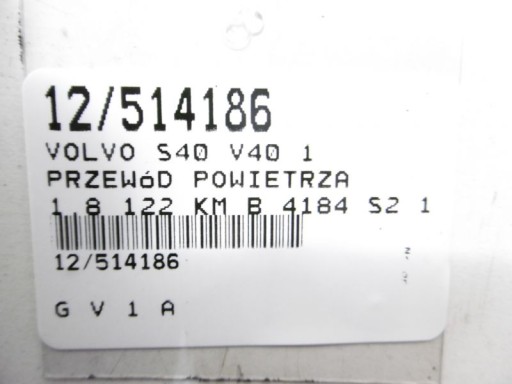 12/514186
VOLVO S40 V40 1
PRZEWóD POWIETRZA
1.8 122 KM B 4184 S2 1
12/514186
G V 1 A